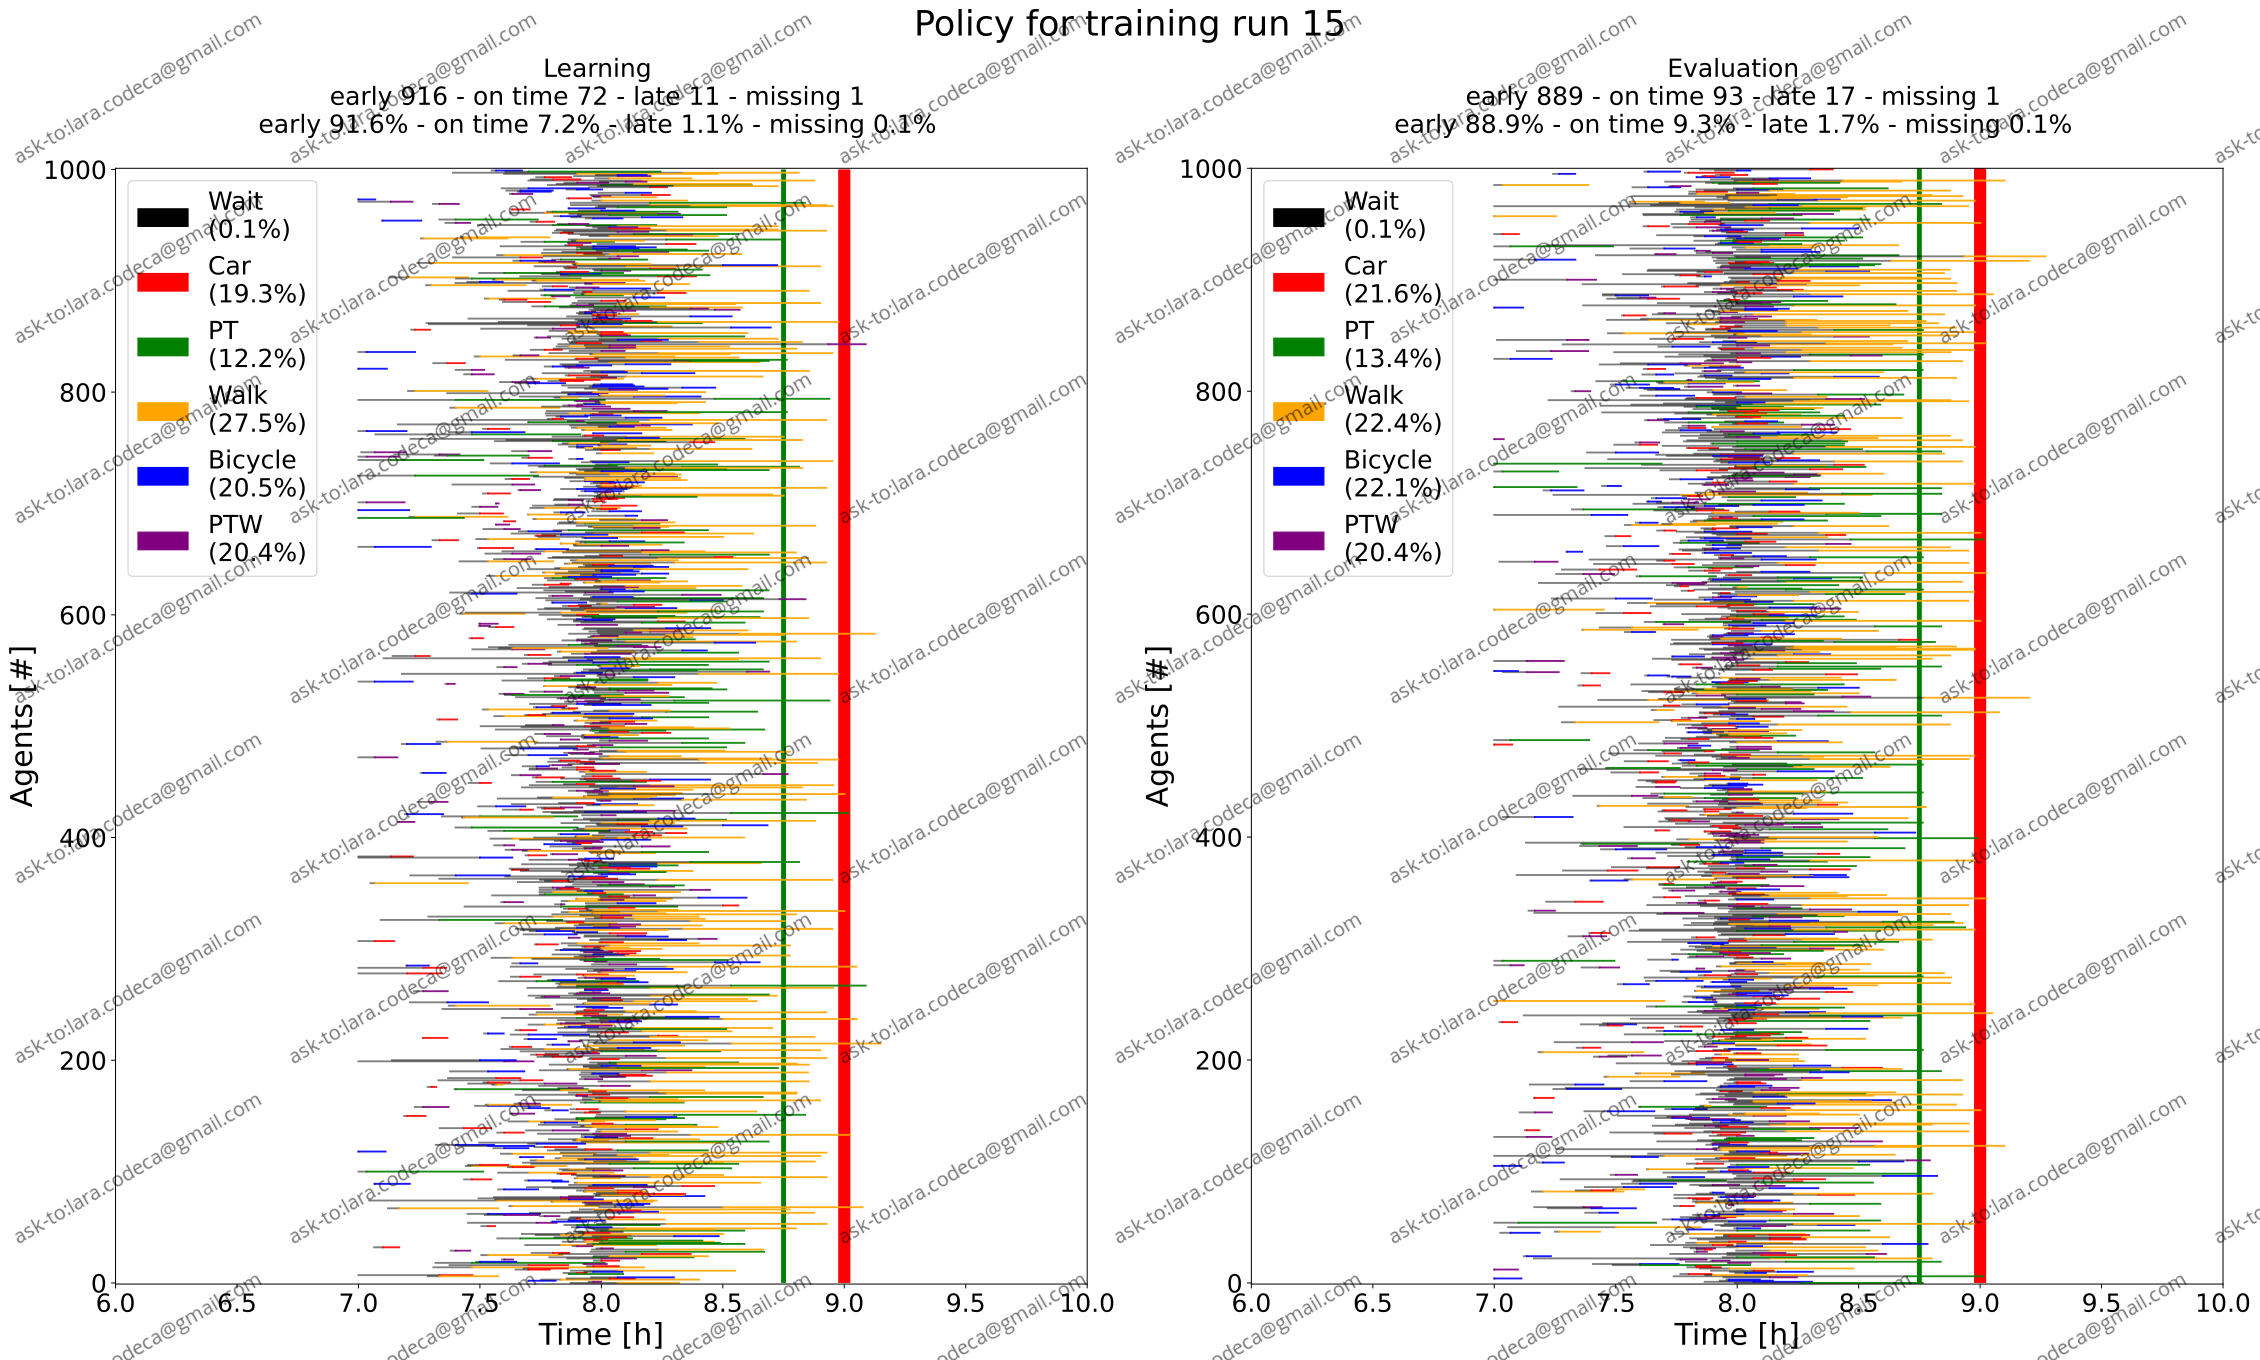 Policy for training run 15
Learning
early 916 - on time 72 - late 11 - missing 1
early 91.6% - on time 7.2% - late 1.1% - missing 0.1%
Agents [#]
1000
800
600
400
200
0
Wait
(0.1%)
Car
(19.3%)
PT
(12.2%)
Walk
(27.5%)
Bicycle
(20.5%)
PTW
(20.4%)
6.0 6.5 7.0 7.5 8.0 8.5 9.0 9.5 10.0
Time [h]
Evaluation
early 889 - on time 93 - late 17 - missing 1
early 88.9% - on time 9.3% - late 1.7% - missing 0.1%
Agents [#]
1000
800
600
400
200
0
Wait
(0.1%)
Car
(21.6%)
PT
(13.4%)
Walk
(22.4%)
Bicycle
(22.1%)
PTW
(20.4%)
6.0 6.5 7.0 7.5 8.0 8.5 9.0 9.5 10.0
Time [h]
ask-to:lara.codeca@gmail.com